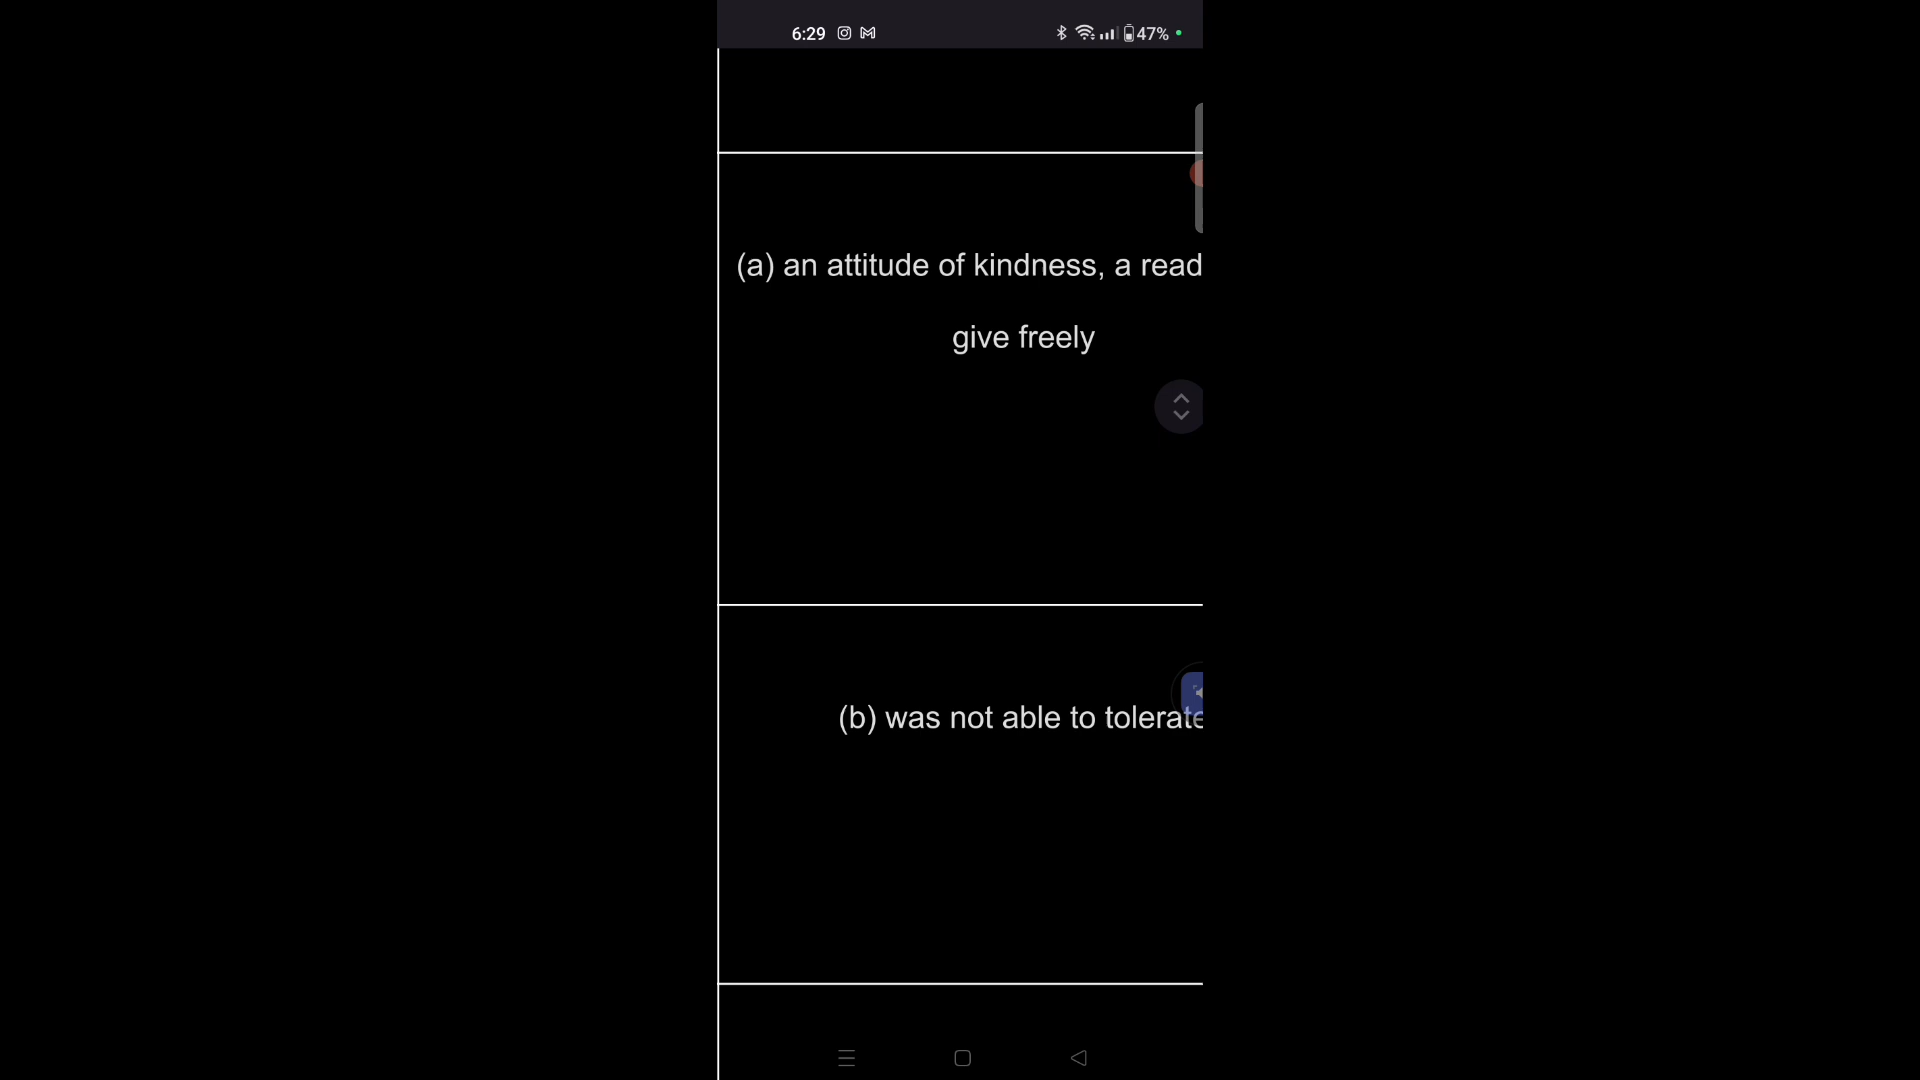 6:29 47%
(a) an attitude of kindness, a read
give freely
(b) was not able to tolerate